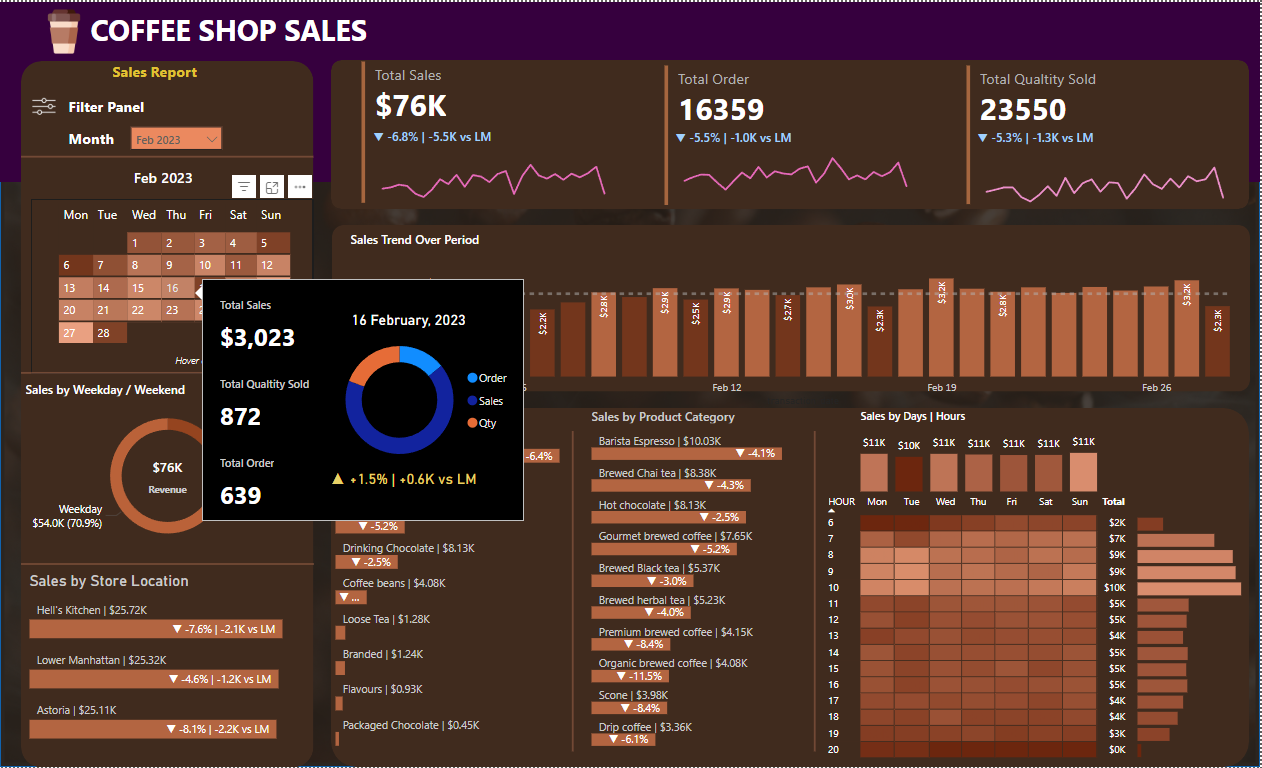 COFFEE SHOP SALES
Sales Report
Filter Panel
Month
Feb 2023
Total Sales
$76K
-6.8% | -5.5K vs LM
Total Order
16359
-5.5% | -1.0K vs LM
Total Qualtity Sold
23550
-5.3% | -1.3K vs LM
Feb 2023
Mon Tue Wed Thu Fri Sat Sun
1 2 3 4 5
6 7 8 9 10 11 12
13 14 15 16
20 21 22 23
27 28
Hover
Sales Trend Over Period
$2.2K $2.8K $2.9K $2.5K $2.9K $2.7K $3.0K $2.3K $3.2K $2.8K $3.2K $2.3K
5 Feb 12 Feb 19 Feb 26
Total Sales
$3,023
Total Qualtity Sold
872
Total Order
639
16 February, 2023
Order
Sales
Qty
+1.5% | +0.6K vs LM
Sales by Weekday / Weekend
$76K
Revenue
Weekday
$54.0K (70.9%)
Sales by Store Location
Hell's Kitchen | $25.72K
-7.6% | -2.1K vs LM
Lower Manhattan | $25.32K
-4.6% | -1.2K vs LM
Astoria | $25.11K
-8.1% | -2.2K vs LM
-6.4%
-5.2%
Drinking Chocolate | $8.13K
-2.5%
Coffee beans | $4.08K
...
Loose Tea | $1.28K
Branded | $1.24K
Flavours | $0.93K
Packaged Chocolate | $0.45K
Sales by Product Category
Barista Espresso | $10.03K
-4.1%
Brewed Chai tea | $8.38K
-4.3%
Hot chocolate | $8.13K
-2.5%
Gourmet brewed coffee | $7.65K
-5.2%
Brewed Black tea | $5.37K
-3.0%
Brewed herbal tea | $5.23K
-4.0%
Premium brewed coffee | $4.15K
-8.4%
Organic brewed coffee | $4.08K
-11.5%
Scone | $3.98K
-8.4%
Drip coffee | $3.36K
-6.1%
Sales by Days | Hours
$11K $10K $11K $11K $11K $11K $11K
HOUR Mon Tue Wed Thu Fri Sat Sun Total
6 $2K
7 $7K
8 $9K
9 $9K
10 $10K
11 $5K
12 $5K
13 $4K
14 $5K
15 $5K
16 $5K
17 $4K
18 $4K
19 $3K
20 $0K